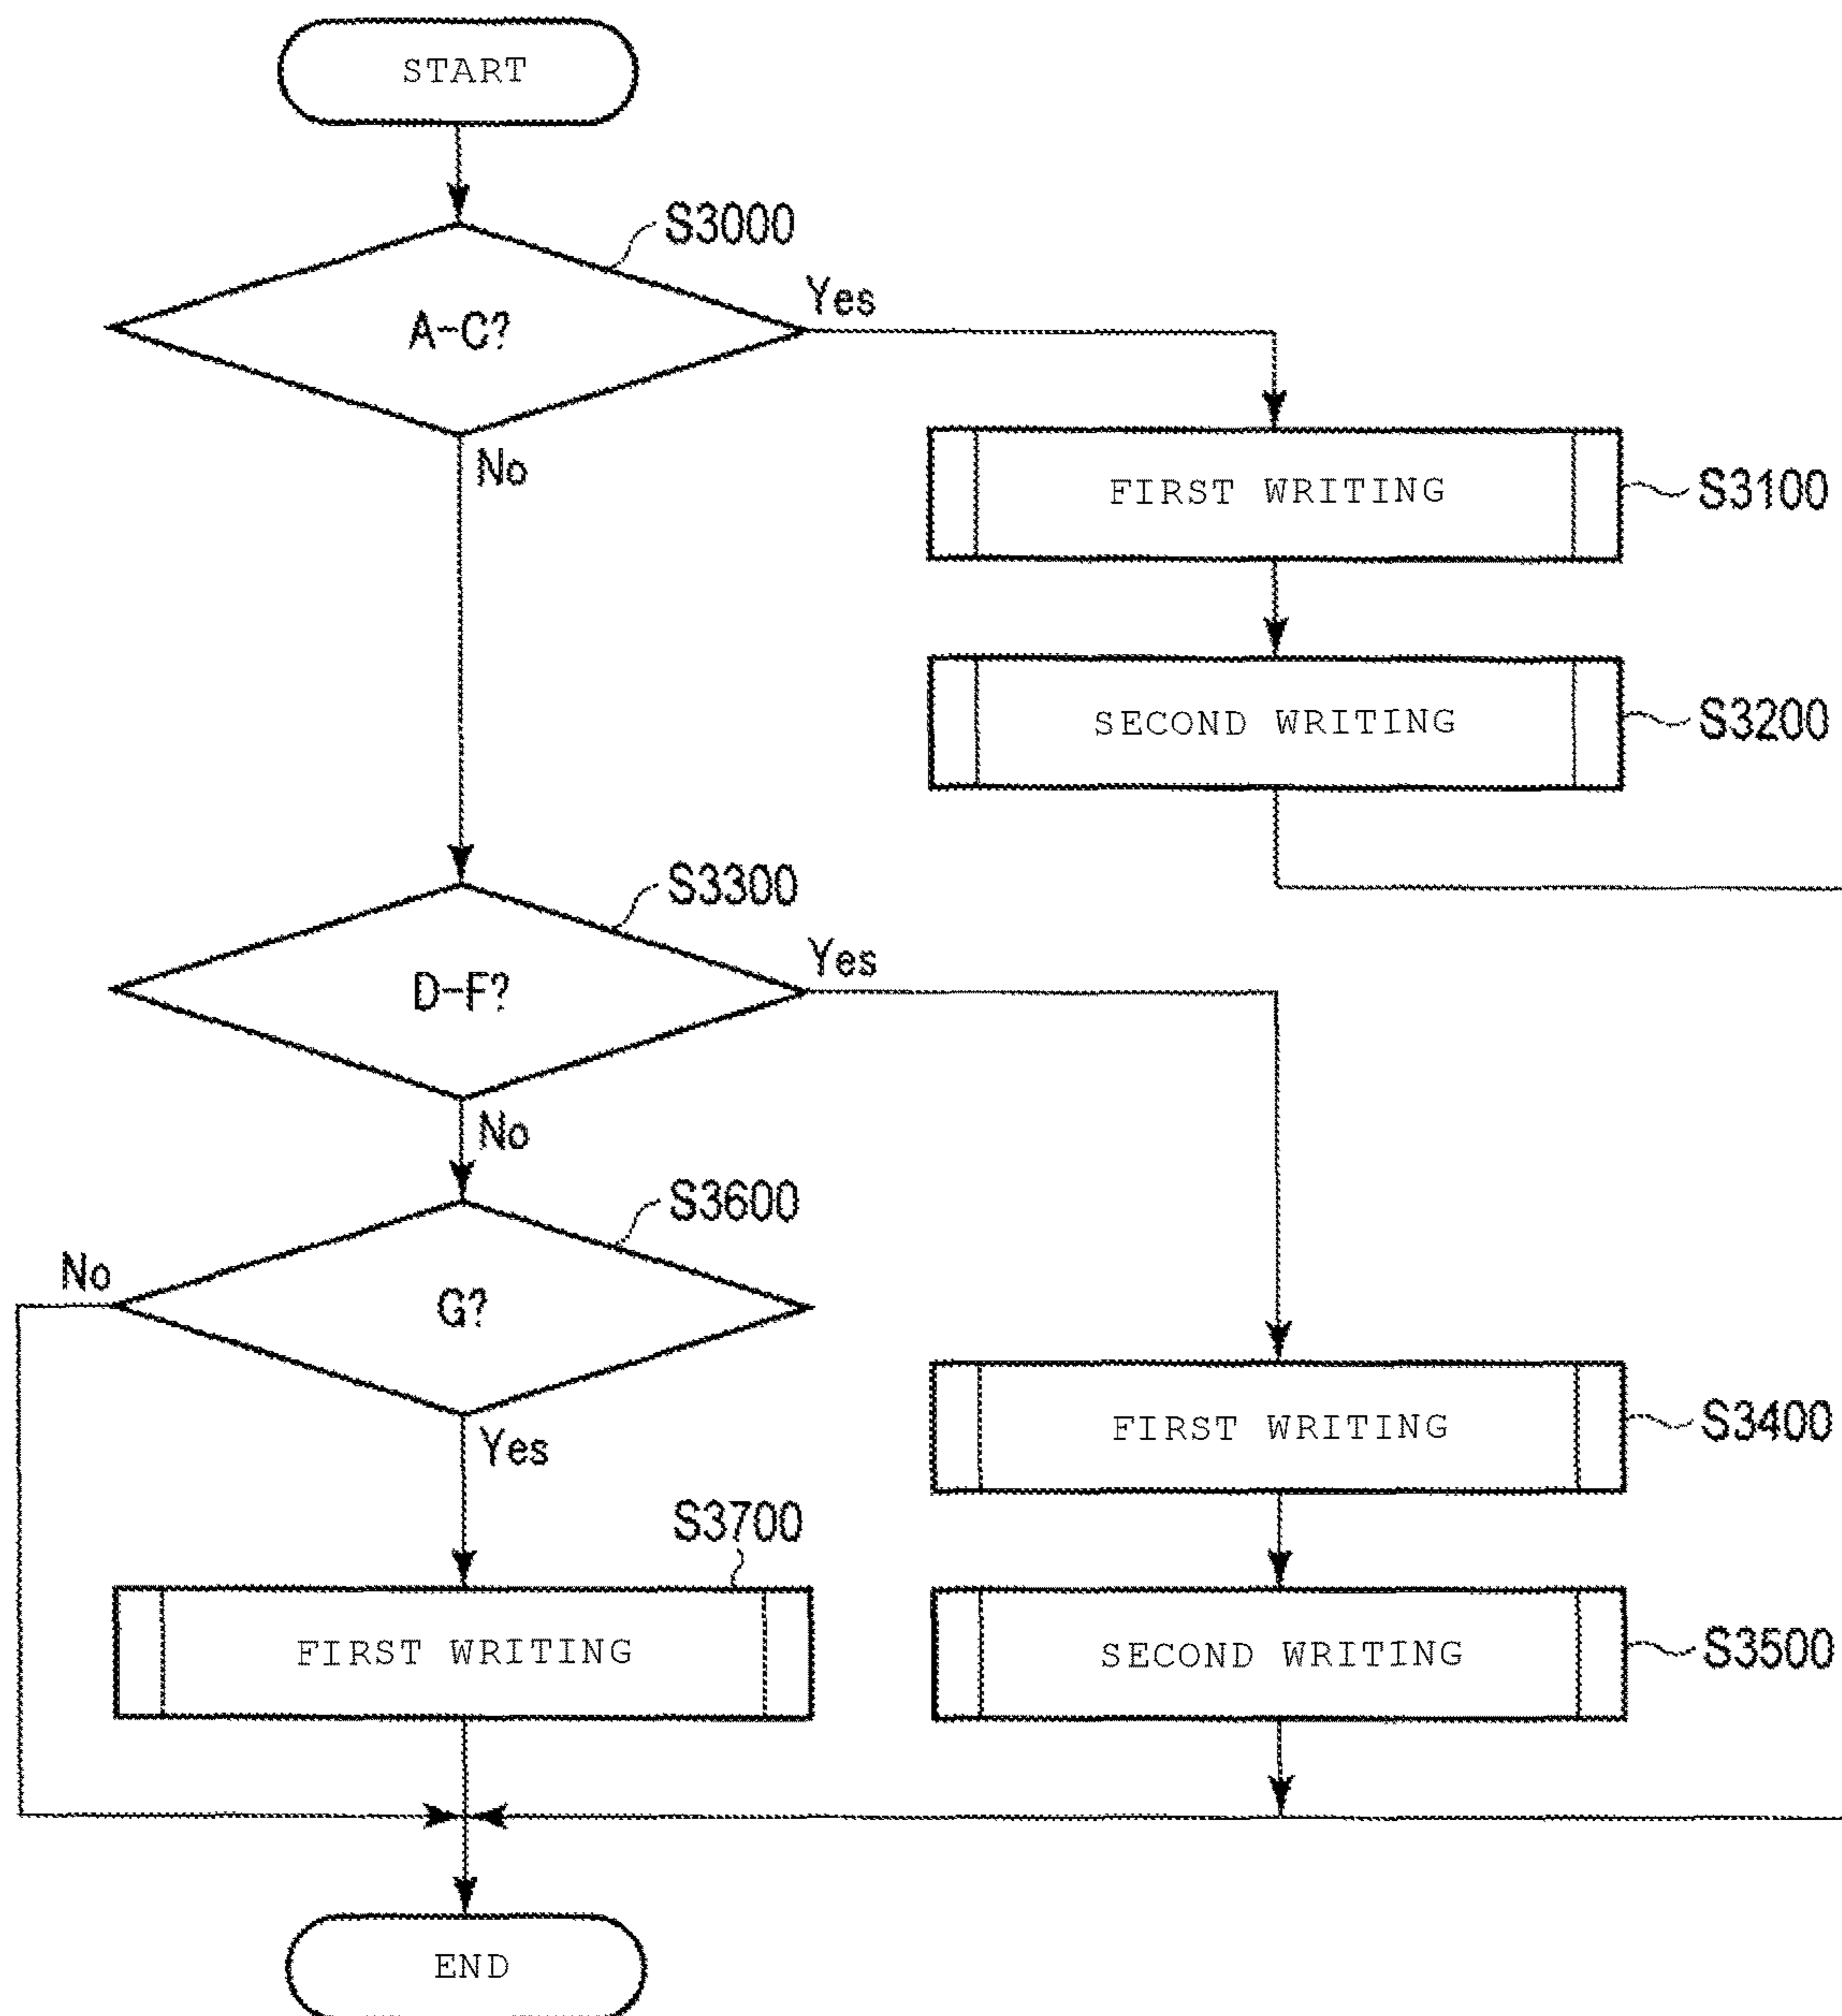 START
S3000
A-C?
Yes
No
FIRST WRITING
S3100
SECOND WRITING
S3200
S3300
D-F?
Yes
No
S3600
No
G?
Yes
FIRST WRITING
S3400
S3700
FIRST WRITING
SECOND WRITING
S3500
END